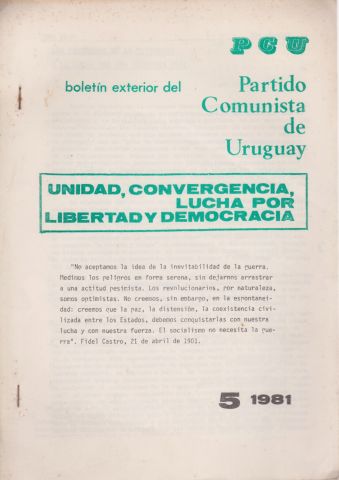 PCU
boletín exterior del
Partido
Comunista
de
Uruguay
UNIDAD, CONVERGENCIA,
LUCHA POR
LIBERTAD Y DEMOCRACIA
"No aceptamos la idea de la inevitabilidad de la guerra.
Medimos los peligros en forma serena, sin dejarnos arrastrar
a una actitud pesimista. Los revolucionarios, por naturaleza,
somos optimistas. No creemos, sin embargo, en la espontanei-
dad: creemos que la paz, la distensión, la coexistencia civi-
lizada entre los Estados, debemos conquistarlas con nuestra
lucha y con nuestra fuerza. El socialismo no necesita la gue-
rra". Fidel Castro, 21 de abril de 1981.
5 1981